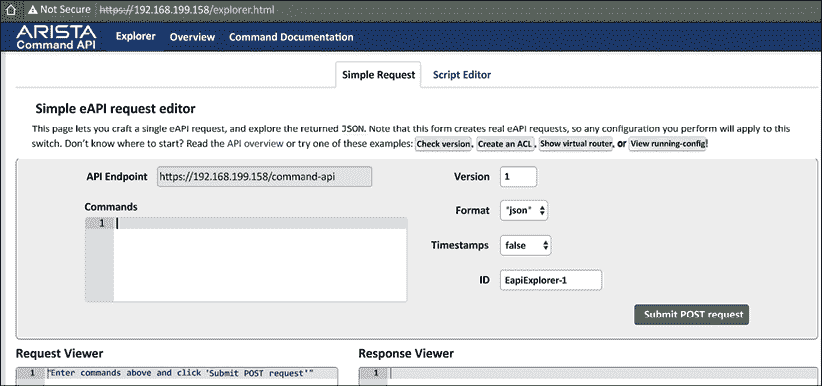 Not Secure https://192.168.199.158/explorer.html
ARISTA
Command API
Explorer Overview Command Documentation
Simple Request Script Editor
Simple eAPI request editor
This page lets you craft a single eAPI request, and explore the returned JSON. Note that this form creates real eAPI requests, so any configuration you perform will apply to this
switch. Don't know where to start? Read the API overview or try one of these examples: Check version, Create an ACL, Show virtual router, or View running-config!
API Endpoint https://192.168.199.158/command-api Version 1
Commands Format "json"
1
Timestamps false
ID EapiExplorer-1
Submit POST request
Request Viewer Response Viewer
1 "Enter commands above and click 'Submit POST request'" 1